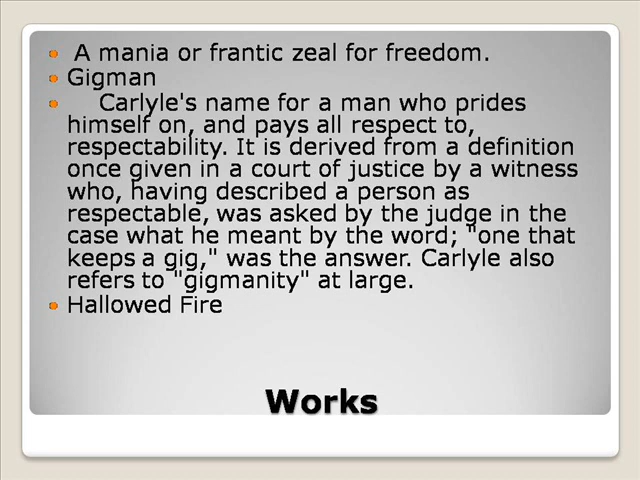 A mania or frantic zeal for freedom.
Gigman
Carlyle's name for a man who prides
himself on, and pays all respect to,
respectability. It is derived from a definition
once given in a court of justice by a witness
who, having described a person as
respectable, was asked by the judge in the
case what he meant by the word; "one that
keeps a gig," was the answer. Carlyle also
refers to "gigmanity" at large.
Hallowed Fire
Works